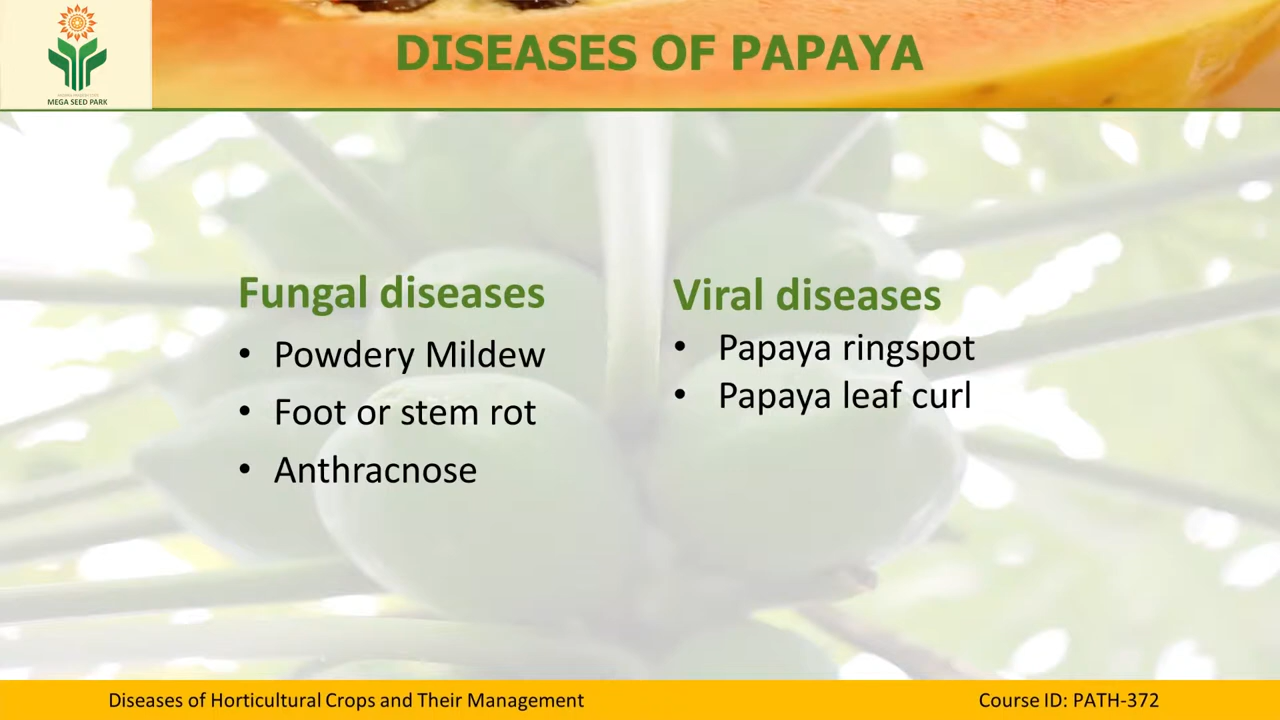 DISEASES OF PAPAYA
MEGA SEED PARK
Fungal diseases
• Powdery Mildew
• Foot or stem rot
• Anthracnose
Viral diseases
• Papaya ringspot
• Papaya leaf curl
Diseases of Horticultural Crops and Their Management
Course ID: PATH-372